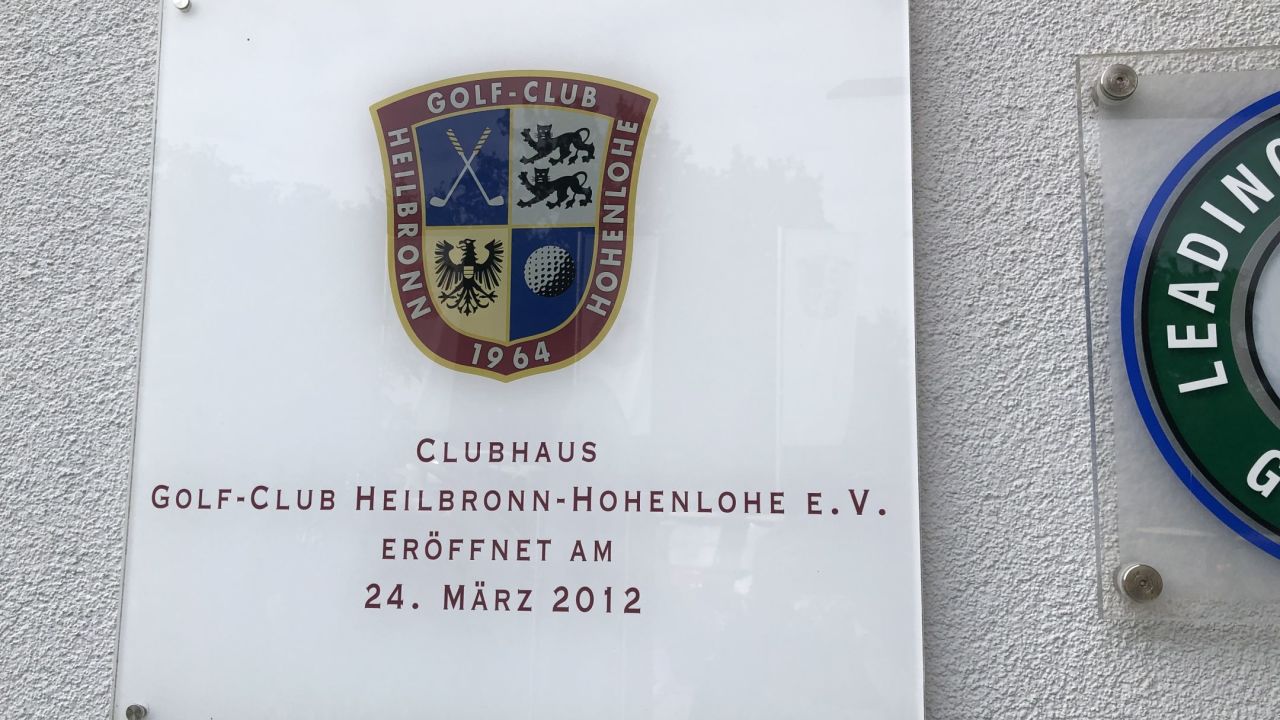 GOLF-CLUB
HEILBRONN
HOHENLOHE
1964
CLUBHAUS
GOLF-CLUB HEILBRONN-HOHENLOHE E.V.
ERÖFFNET AM
24. MÄRZ 2012
LEADING
G